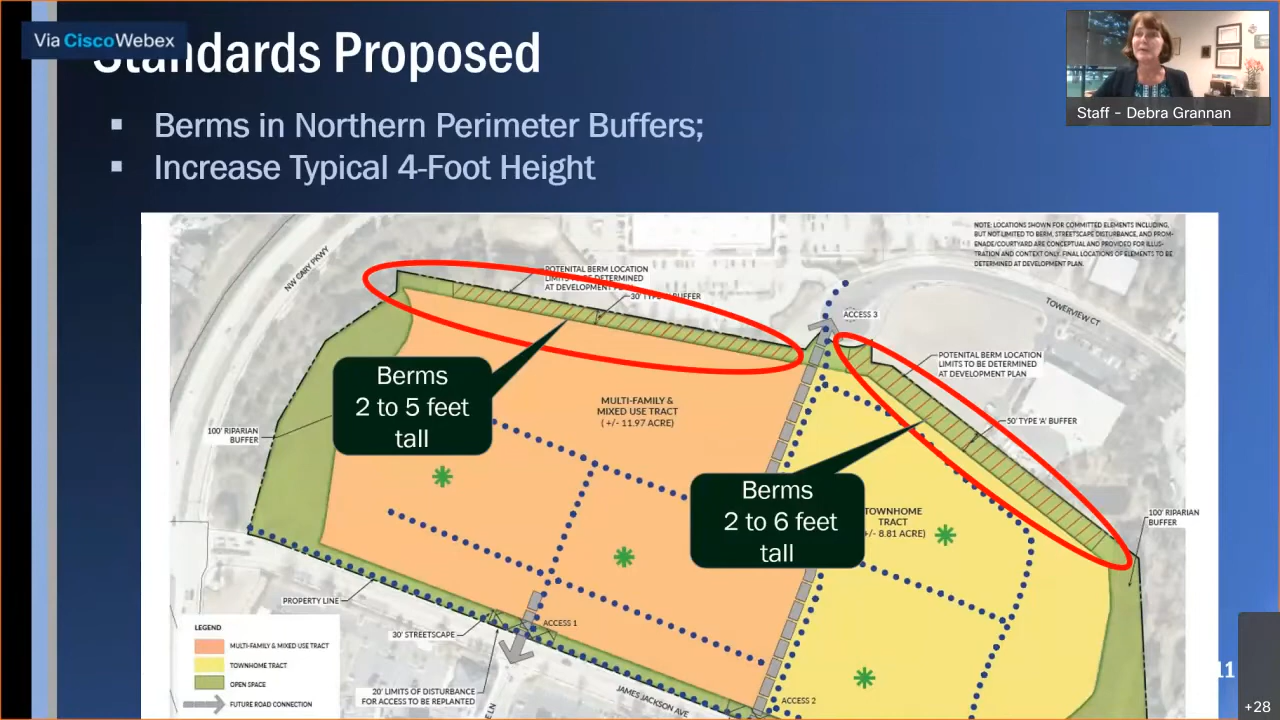 Via CiscoWebex
Standards Proposed
Staff - Debra Grannan
▪ Berms in Northern Perimeter Buffers;
▪ Increase Typical 4-Foot Height
NOTE: LOCATIONS SHOWN FOR COMMITTED ELEMENTS INCLUDING,
BUT NOT LIMITED TO BERM, STREETSCAPE DISTURBANCE, AND PROM-
ENADE/COURTYARD ARE CONCEPTUAL AND PROVIDED FOR ILLUS-
TRATION AND CONTEXT ONLY. FINAL LOCATIONS OF ELEMENTS TO BE
DETERMINED AT DEVELOPMENT PLAN.
NW CARY PKWY
POTENITAL BERM LOCATION
LIMITS TO BE DETERMINED
AT DEVELOPMENT PLAN
30' TYPE 'A' BUFFER
ACCESS 3
TOWERVIEW CT
POTENITAL BERM LOCATION
LIMITS TO BE DETERMINED
AT DEVELOPMENT PLAN
Berms
2 to 5 feet
tall
MULTI-FAMILY &
MIXED USE TRACT
( +/- 11.97 ACRE)
50' TYPE 'A' BUFFER
100' RIPARIAN
BUFFER
Berms
2 to 6 feet
tall
TOWNHOME
TRACT
+/- 8.81 ACRE)
100' RIPARIAN
BUFFER
PROPERTY LINE
30' STREETSCAPE
ACCESS 1
LEGEND
MULTI-FAMILY & MIXED USE TRACT
TOWNHOME TRACT
OPEN SPACE
FUTURE ROAD CONNECTION
20' LIMITS OF DISTURBANCE
FOR ACCESS TO BE REPLANTED
JAMES JACKSON AVE
ACCESS 2
11
+28